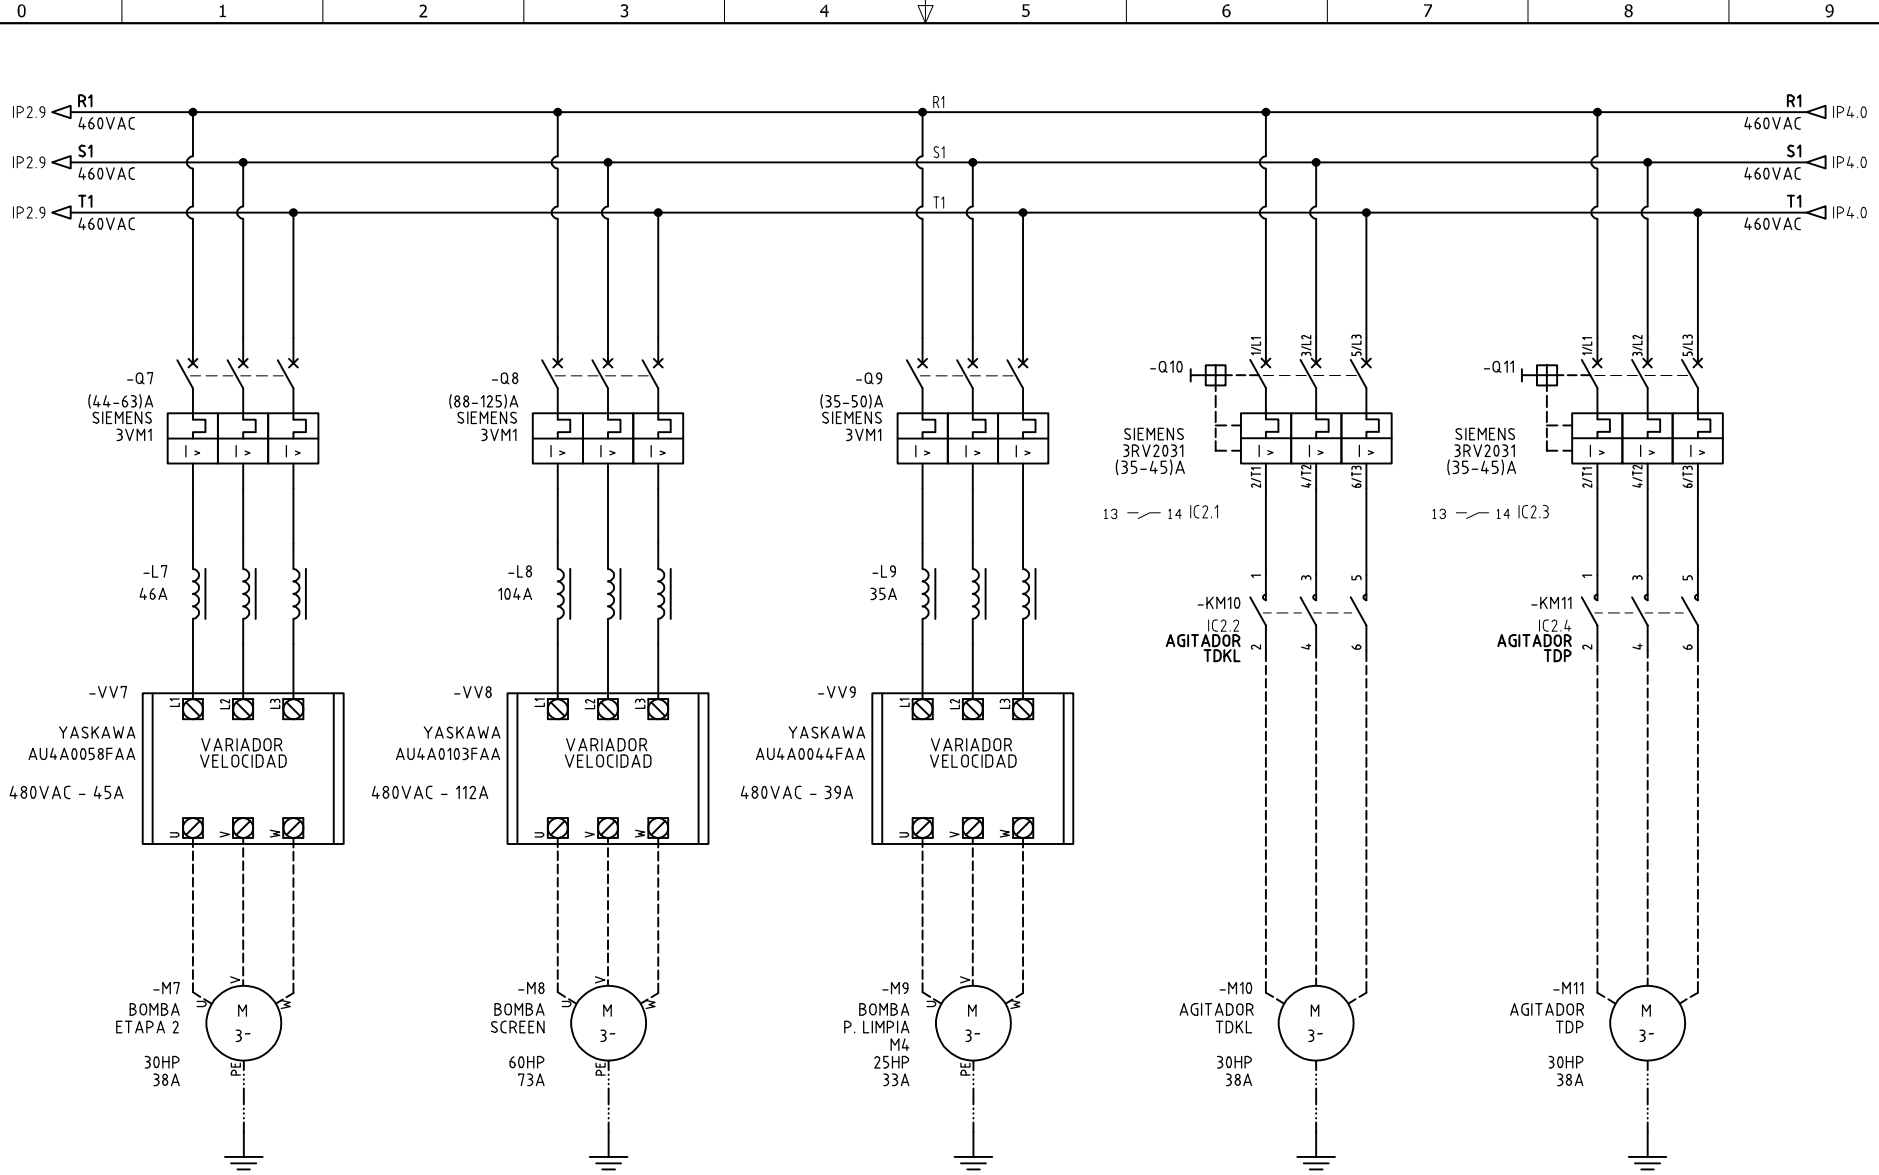 0 1 2 3 4 5 6 7 8 9
IP2.9 R1 R1 R1 IP4.0
460VAC 460VAC
IP2.9 S1 S1 S1 IP4.0
460VAC 460VAC
IP2.9 T1 T1 T1 IP4.0
460VAC 460VAC
-Q7
(44-63)A
SIEMENS
3VM1
I > I > I >
-L7
46A
-VV7
YASKAWA
AU4A0058FAA
480VAC - 45A
L1 L2 L3
VARIADOR
VELOCIDAD
U V W
-M7
BOMBA
ETAPA 2
30HP
38A
U V W
M
3~
PE
-Q8
(88-125)A
SIEMENS
3VM1
I > I > I >
-L8
104A
-VV8
YASKAWA
AU4A0103FAA
480VAC - 112A
L1 L2 L3
VARIADOR
VELOCIDAD
U V W
-M8
BOMBA
SCREEN
60HP
73A
U V W
M
3~
PE
-Q9
(35-50)A
SIEMENS
3VM1
I > I > I >
-L9
35A
-VV9
YASKAWA
AU4A0044FAA
480VAC - 39A
L1 L2 L3
VARIADOR
VELOCIDAD
U V W
-M9
BOMBA
P. LIMPIA
M4
25HP
33A
U V W
M
3~
PE
-Q10
1/L1 3/L2 5/L3
SIEMENS
3RV2031
(35-45)A
I > I > I >
2/T1 4/T2 6/T3
13 14 IC2.1
-KM10
IC2.2
AGITADOR
TDKL
1 3 5
2 4 6
-M10
AGITADOR
TDKL
30HP
38A
M
3~
-Q11
1/L1 3/L2 5/L3
SIEMENS
3RV2031
(35-45)A
I > I > I >
2/T1 4/T2 6/T3
13 14 IC2.3
-KM11
IC2.4
AGITADOR
TDP
1 3 5
2 4 6
-M11
AGITADOR
TDP
30HP
38A
M
3~